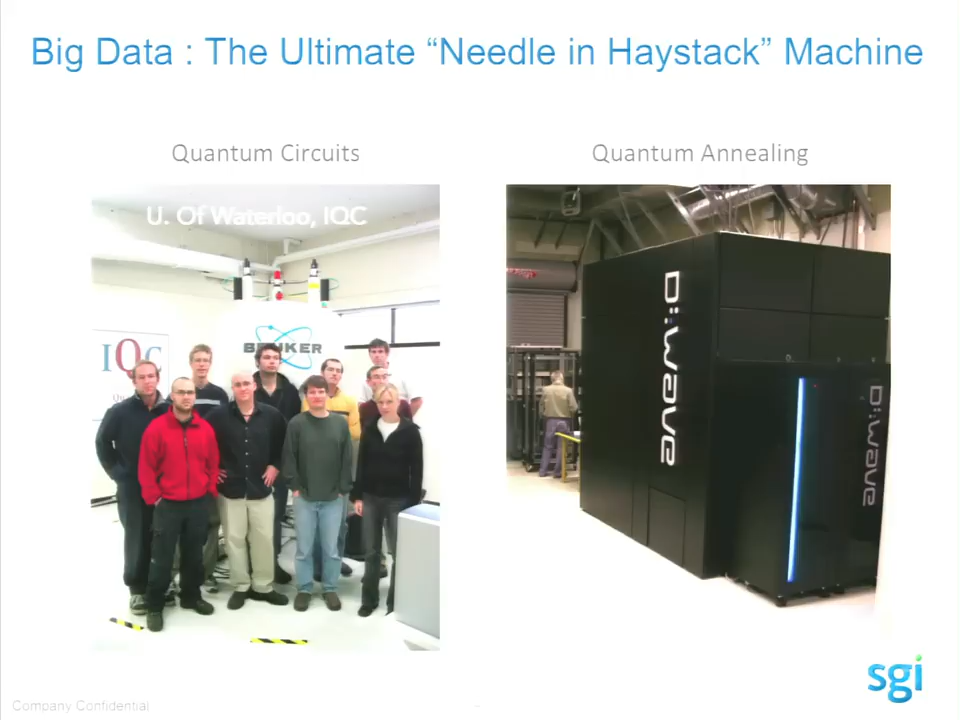 Big Data : The Ultimate “Needle in Haystack” Machine
Quantum Circuits
Quantum Annealing
U. Of Waterloo, IQC
IQC
BRUKER
D:wave
D:wave
sgi
Company Confidential